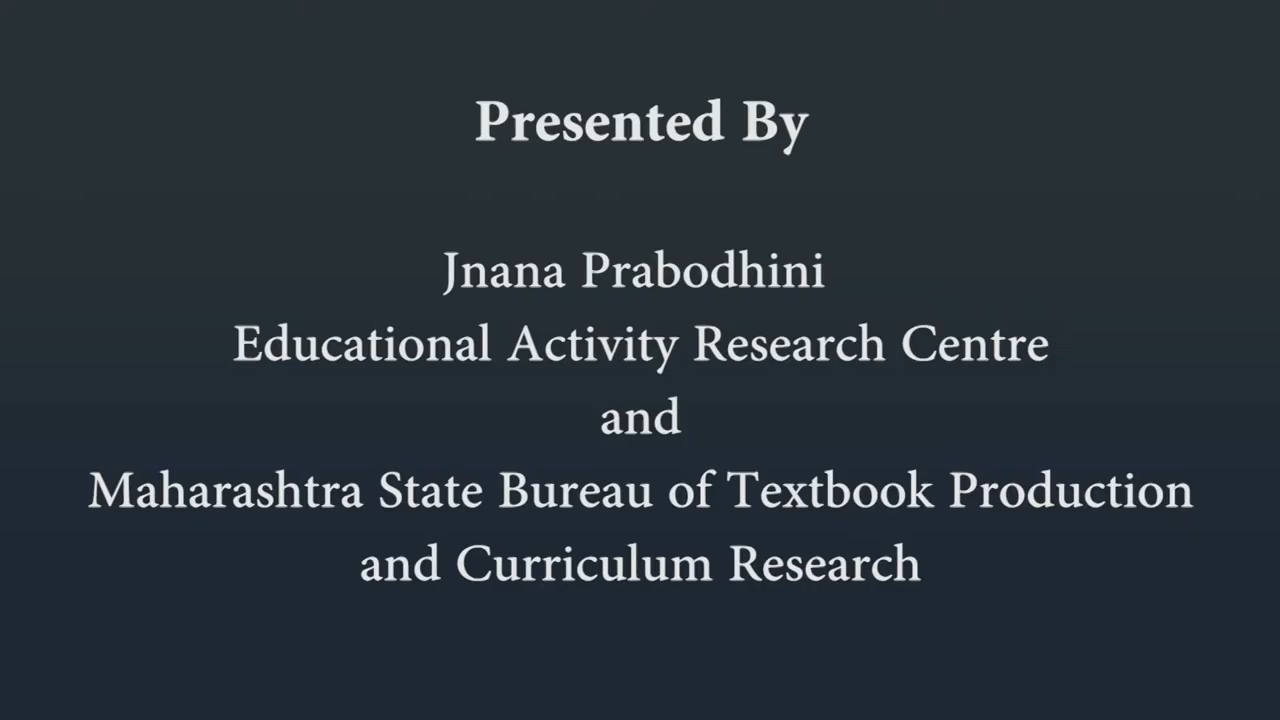 Presented By
Jnana Prabodhini
Educational Activity Research Centre
and
Maharashtra State Bureau of Textbook Production
and Curriculum Research